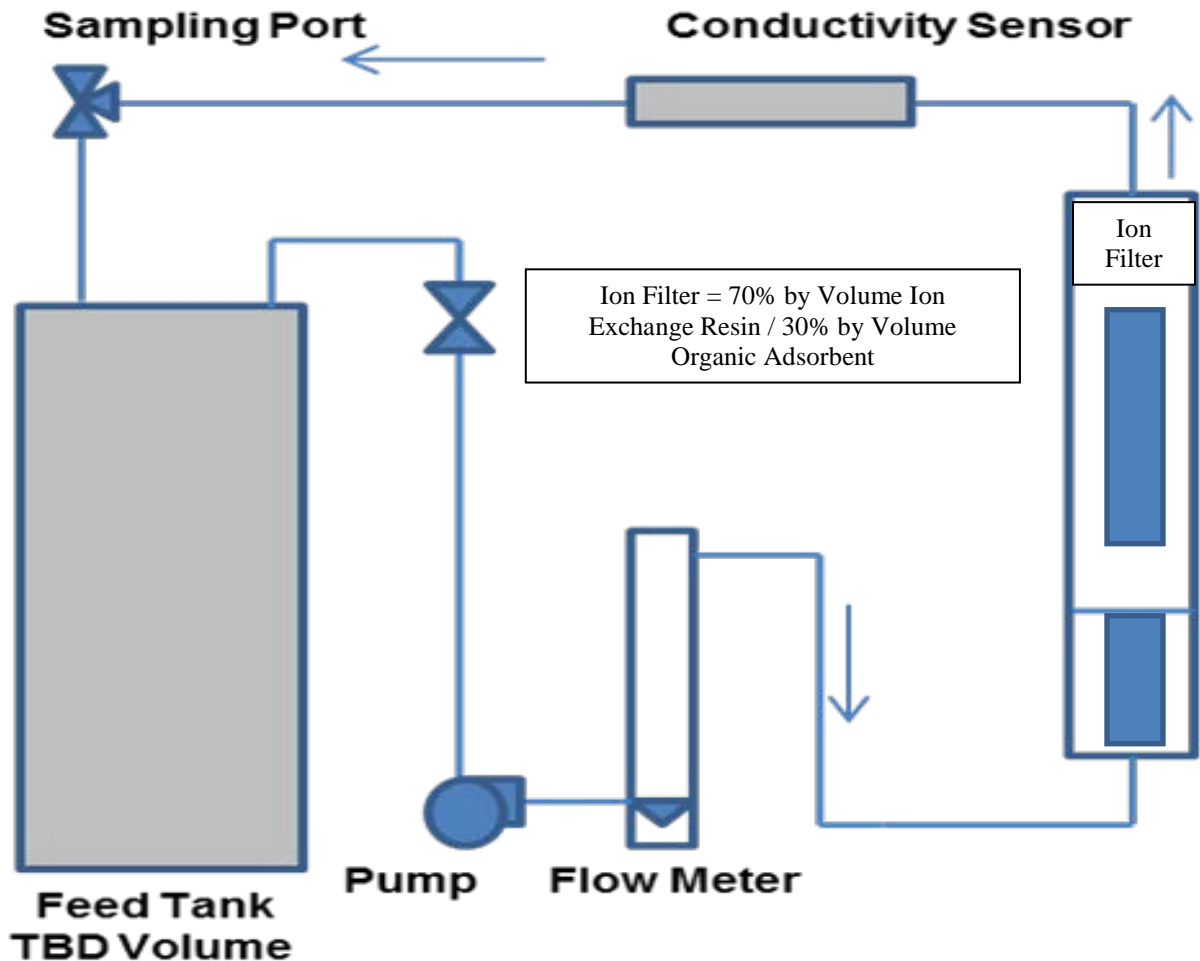 Sampling Port
Conductivity Sensor
Ion
Filter
Ion Filter = 70% by Volume Ion
Exchange Resin / 30% by Volume
Organic Adsorbent
Pump
Flow Meter
Feed Tank
TBD Volume